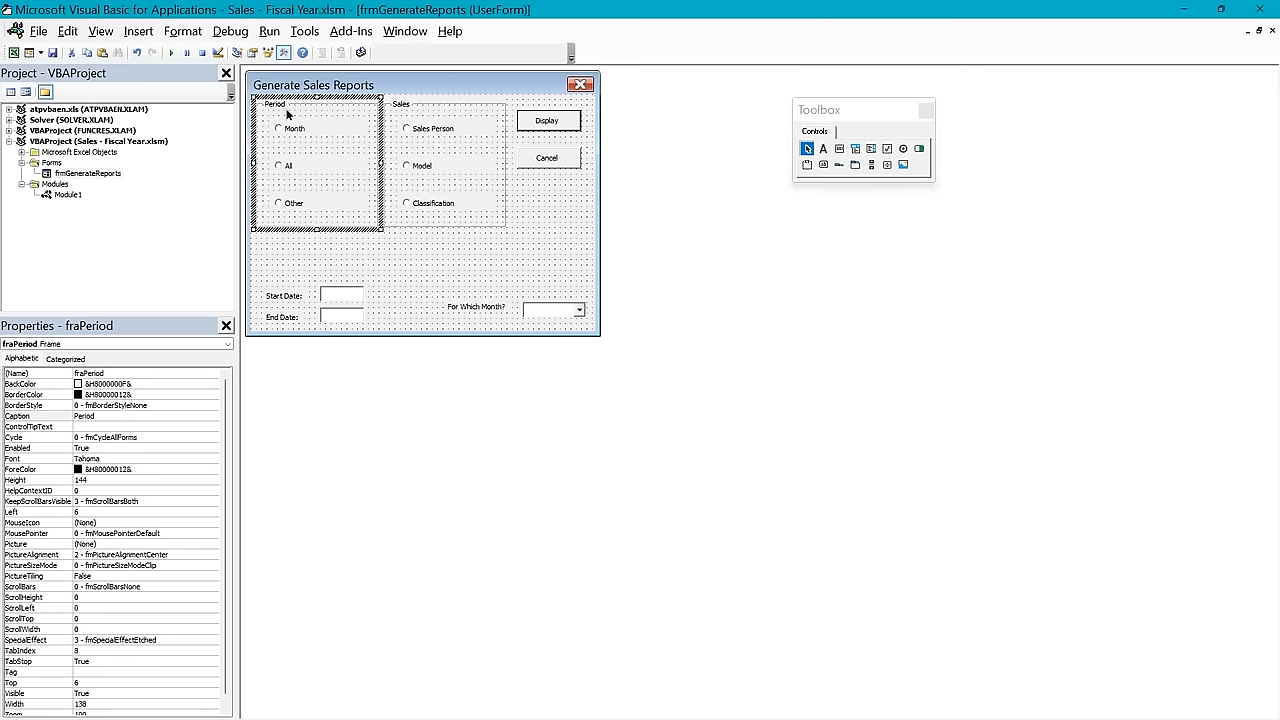 Microsoft Visual Basic for Applications - Sales - Fiscal Year.xlsm - [frmGenerateReports (UserForm)]
File Edit View Insert Format Debug Run Tools Add-Ins Window Help
Project - VBAProject
atpvbaen.xls (ATPVBAEN.XLAM)
Solver (SOLVER.XLAM)
VBAProject (FUNCRES.XLAM)
VBAProject (Sales - Fiscal Year.xlsm)
Microsoft Excel Objects
Forms
frmGenerateReports
Modules
Module1
Properties - fraPeriod
fraPeriod Frame
Alphabetic Categorized
(Name) fraPeriod
BackColor &H8000000F&
BorderColor &H80000012&
BorderStyle 0 - fmBorderStyleNone
Caption Period
ControlTipText
Cycle 0 - fmCycleAllForms
Enabled True
Font Tahoma
ForeColor &H80000012&
Height 144
HelpContextID 0
KeepScrollBarsVisible 3 - fmScrollBarsBoth
Left 6
MouseIcon (None)
MousePointer 0 - fmMousePointerDefault
Picture (None)
PictureAlignment 2 - fmPictureAlignmentCenter
PictureSizeMode 0 - fmPictureSizeModeClip
PictureTiling False
ScrollBars 0 - fmScrollBarsNone
ScrollHeight 0
ScrollLeft 0
ScrollTop 0
ScrollWidth 0
SpecialEffect 3 - fmSpecialEffectEtched
TabIndex 8
TabStop True
Tag
Top 6
Visible True
Width 138
Zoom 100
Generate Sales Reports
Period
Month
All
Other
Sales
Sales Person
Model
Classification
Display
Cancel
Start Date:
End Date:
For Which Month?
Toolbox
Controls